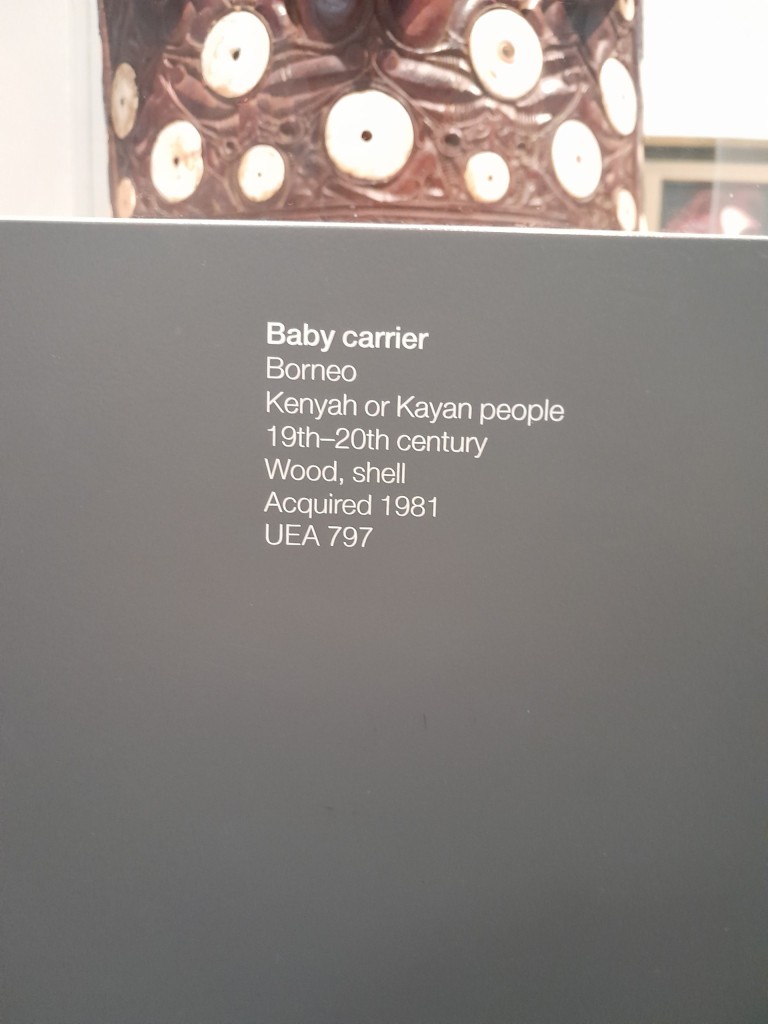 Baby carrier
Borneo
Kenyah or Kayan people
19th–20th century
Wood, shell
Acquired 1981
UEA 797